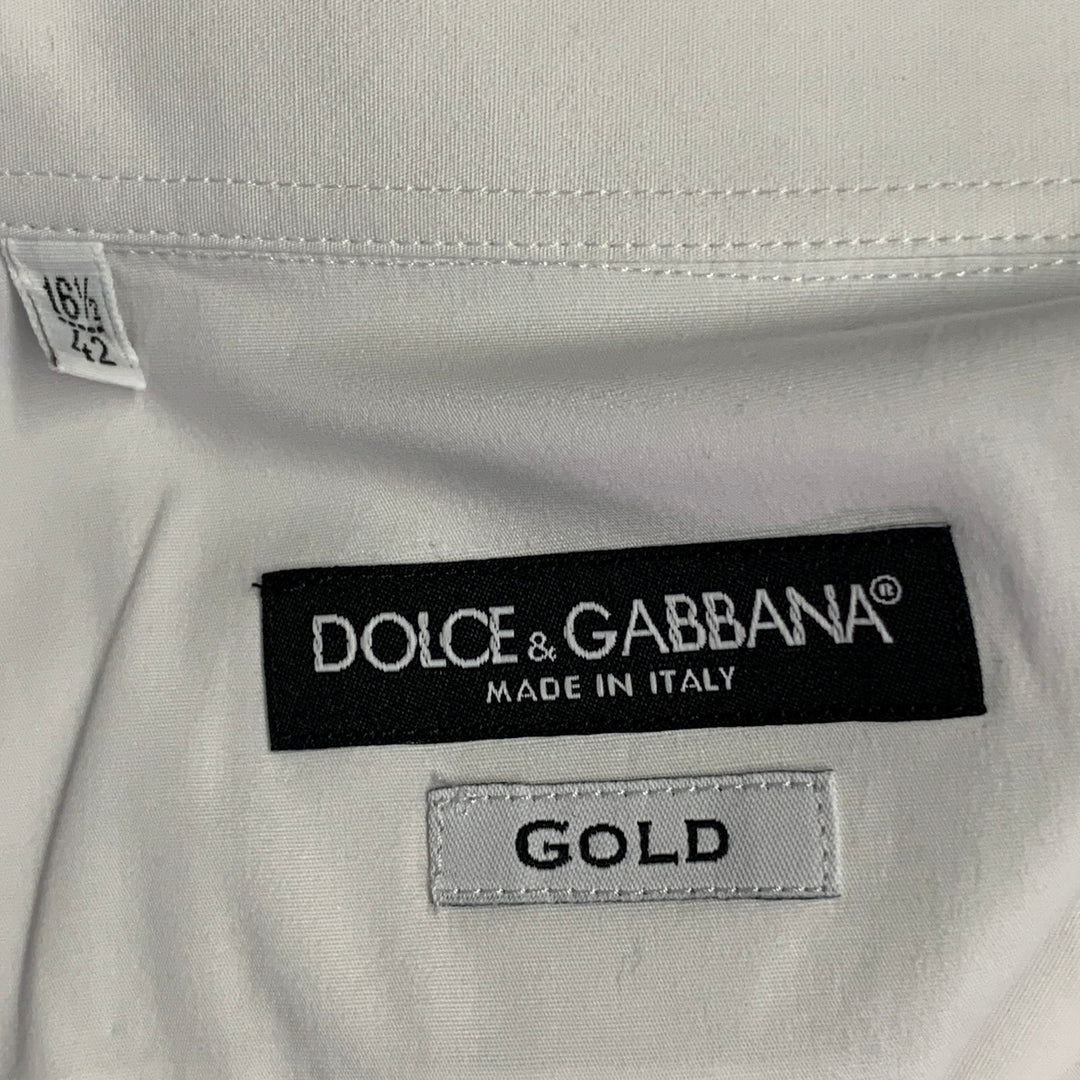 16½
42
DOLCE & GABBANA®
MADE IN ITALY
GOLD